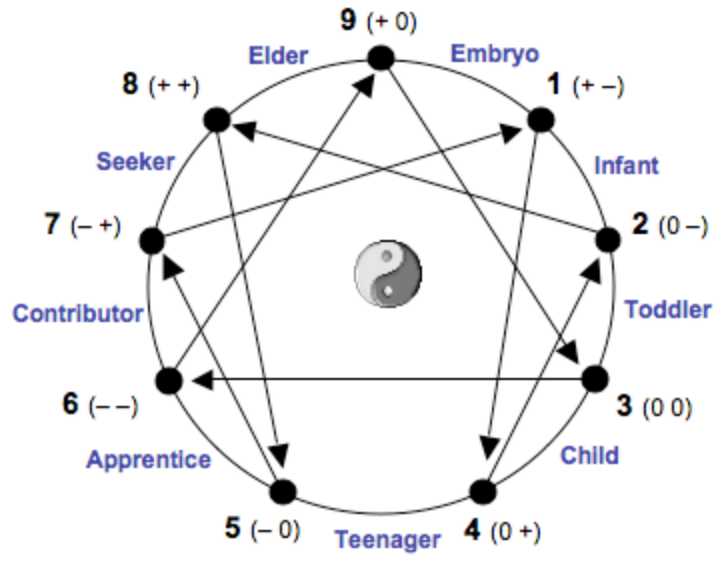 9 (+ 0)
Elder
Embryo
8 (+ +)
1 (+ –)
Seeker
Infant
7 (– +)
2 (0 –)
Contributor
Toddler
6 (– –)
3 (0 0)
Apprentice
Child
5 (– 0)
Teenager
4 (0 +)